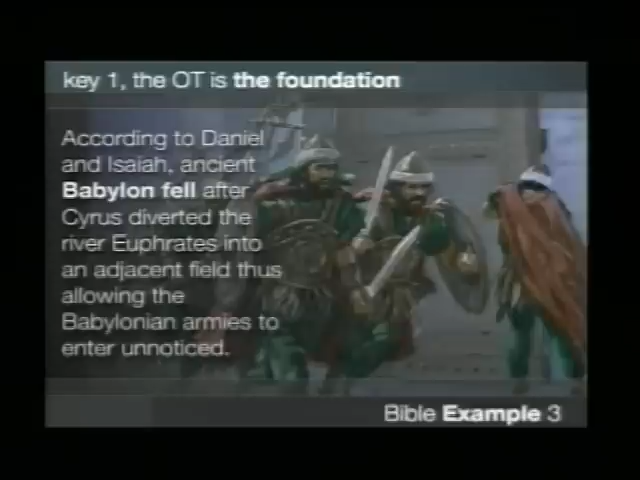 key 1, the OT is the foundation
According to Daniel
and Isaiah, ancient
Babylon fell after
Cyrus diverted the
river Euphrates into
an adjacent field thus
allowing the
Babylonian armies to
enter unnoticed.
Bible Example 3